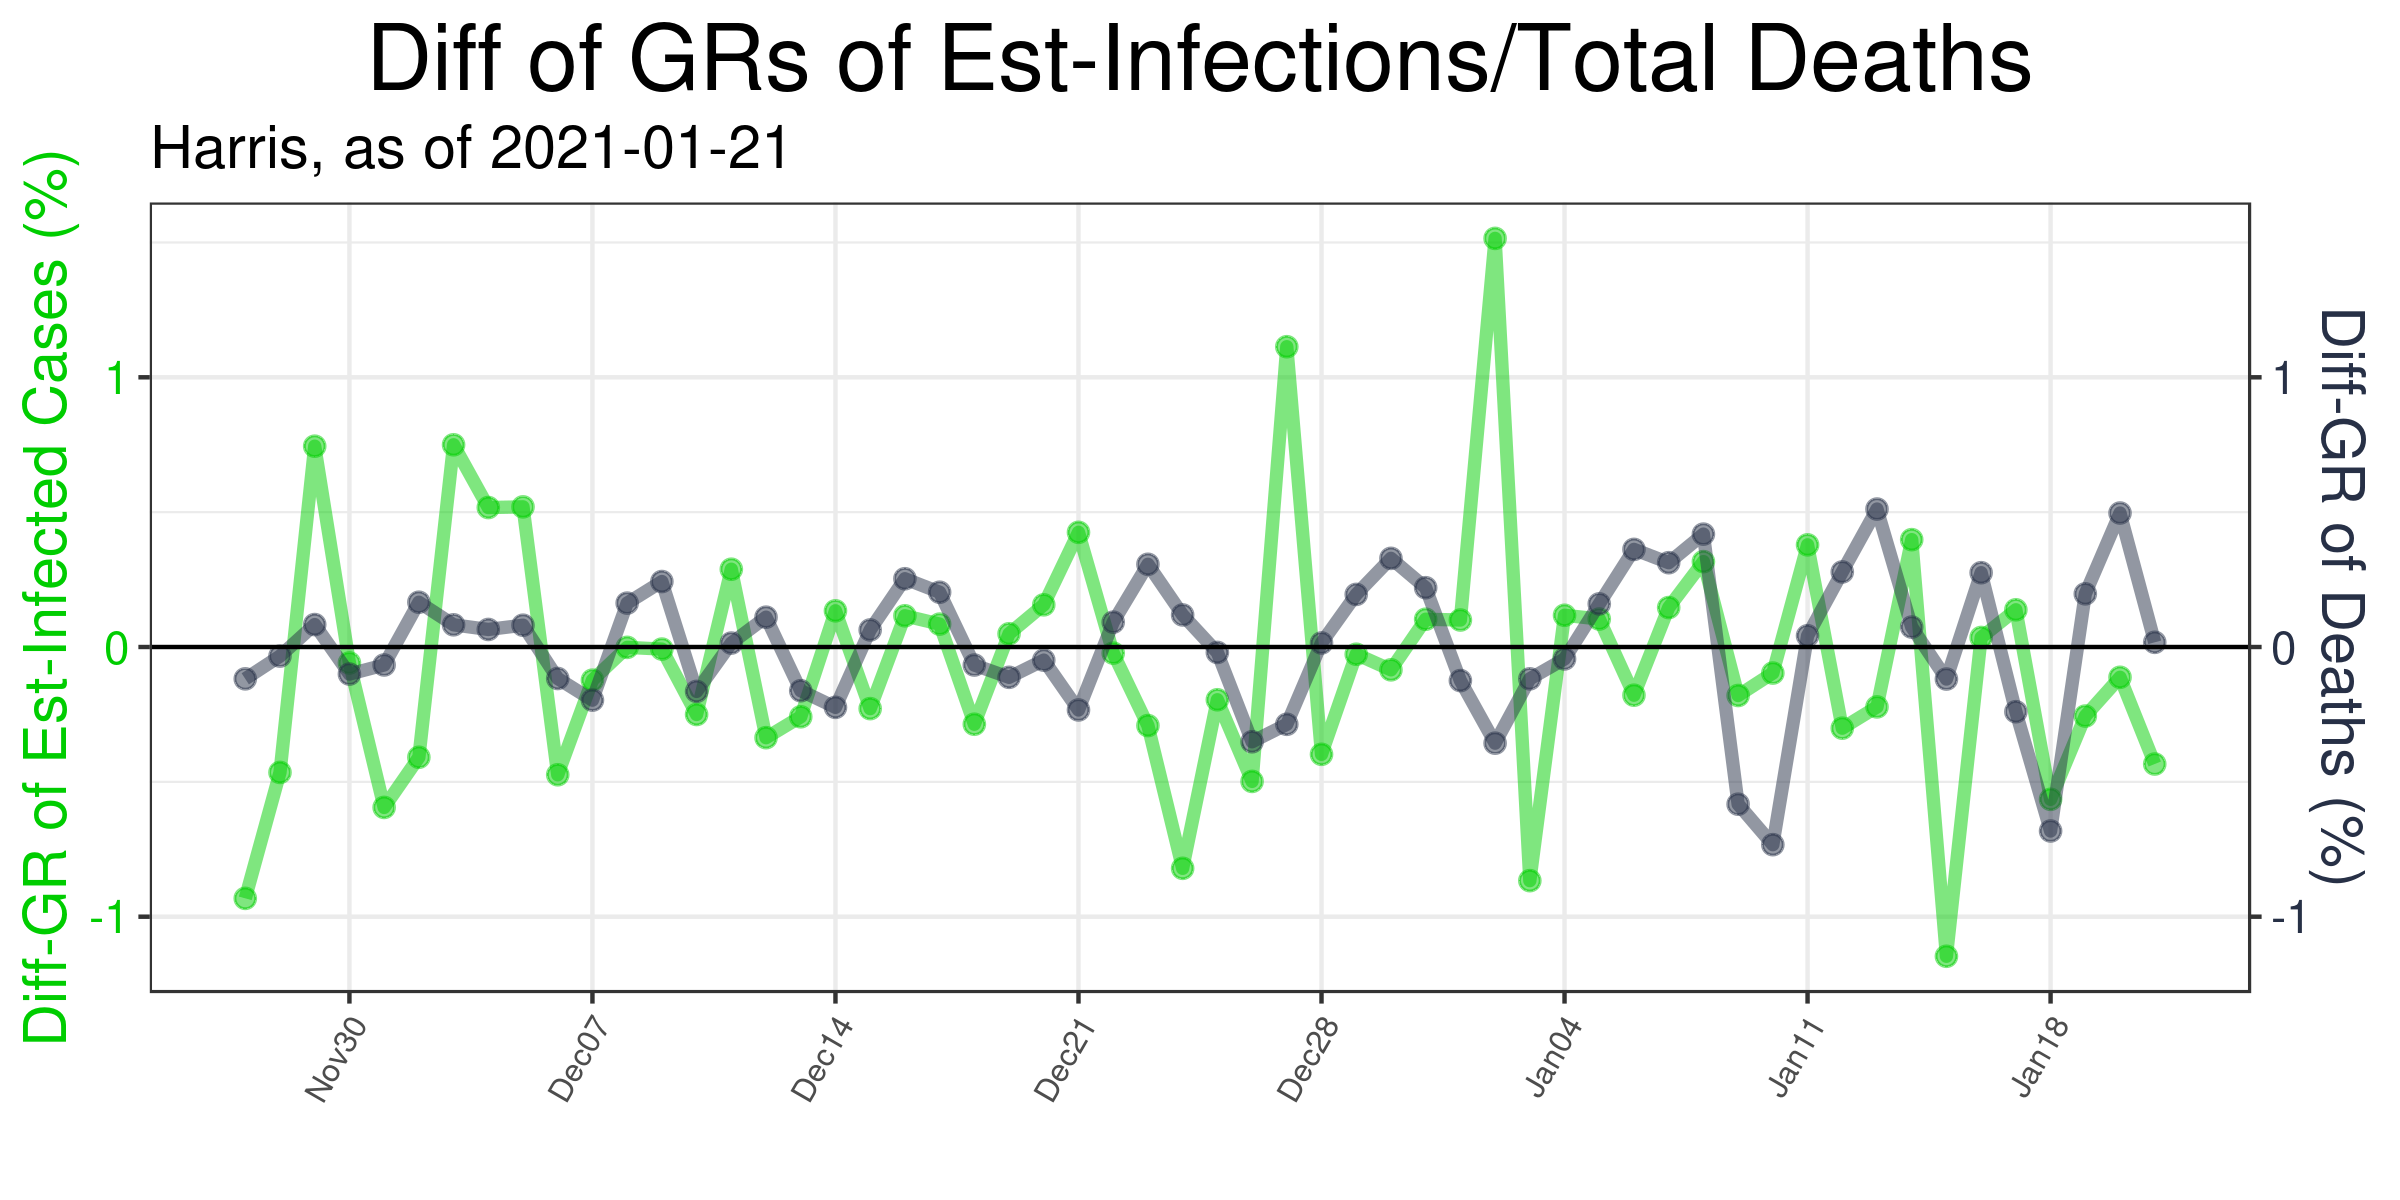 Diff of GRs of Est-Infections/Total Deaths
Harris, as of 2021-01-21
Diff-GR of Est-Infected Cases (%)
1
0
-1
1
0
-1
Diff-GR of Deaths (%)
Nov30
Dec07
Dec14
Dec21
Dec28
Jan04
Jan11
Jan18